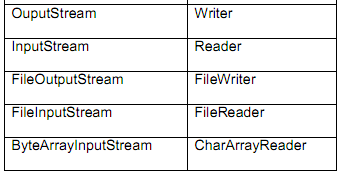 OuputStream Writer
InputStream Reader
FileOutputStream FileWriter
FileInputStream FileReader
ByteArrayInputStream CharArrayReader